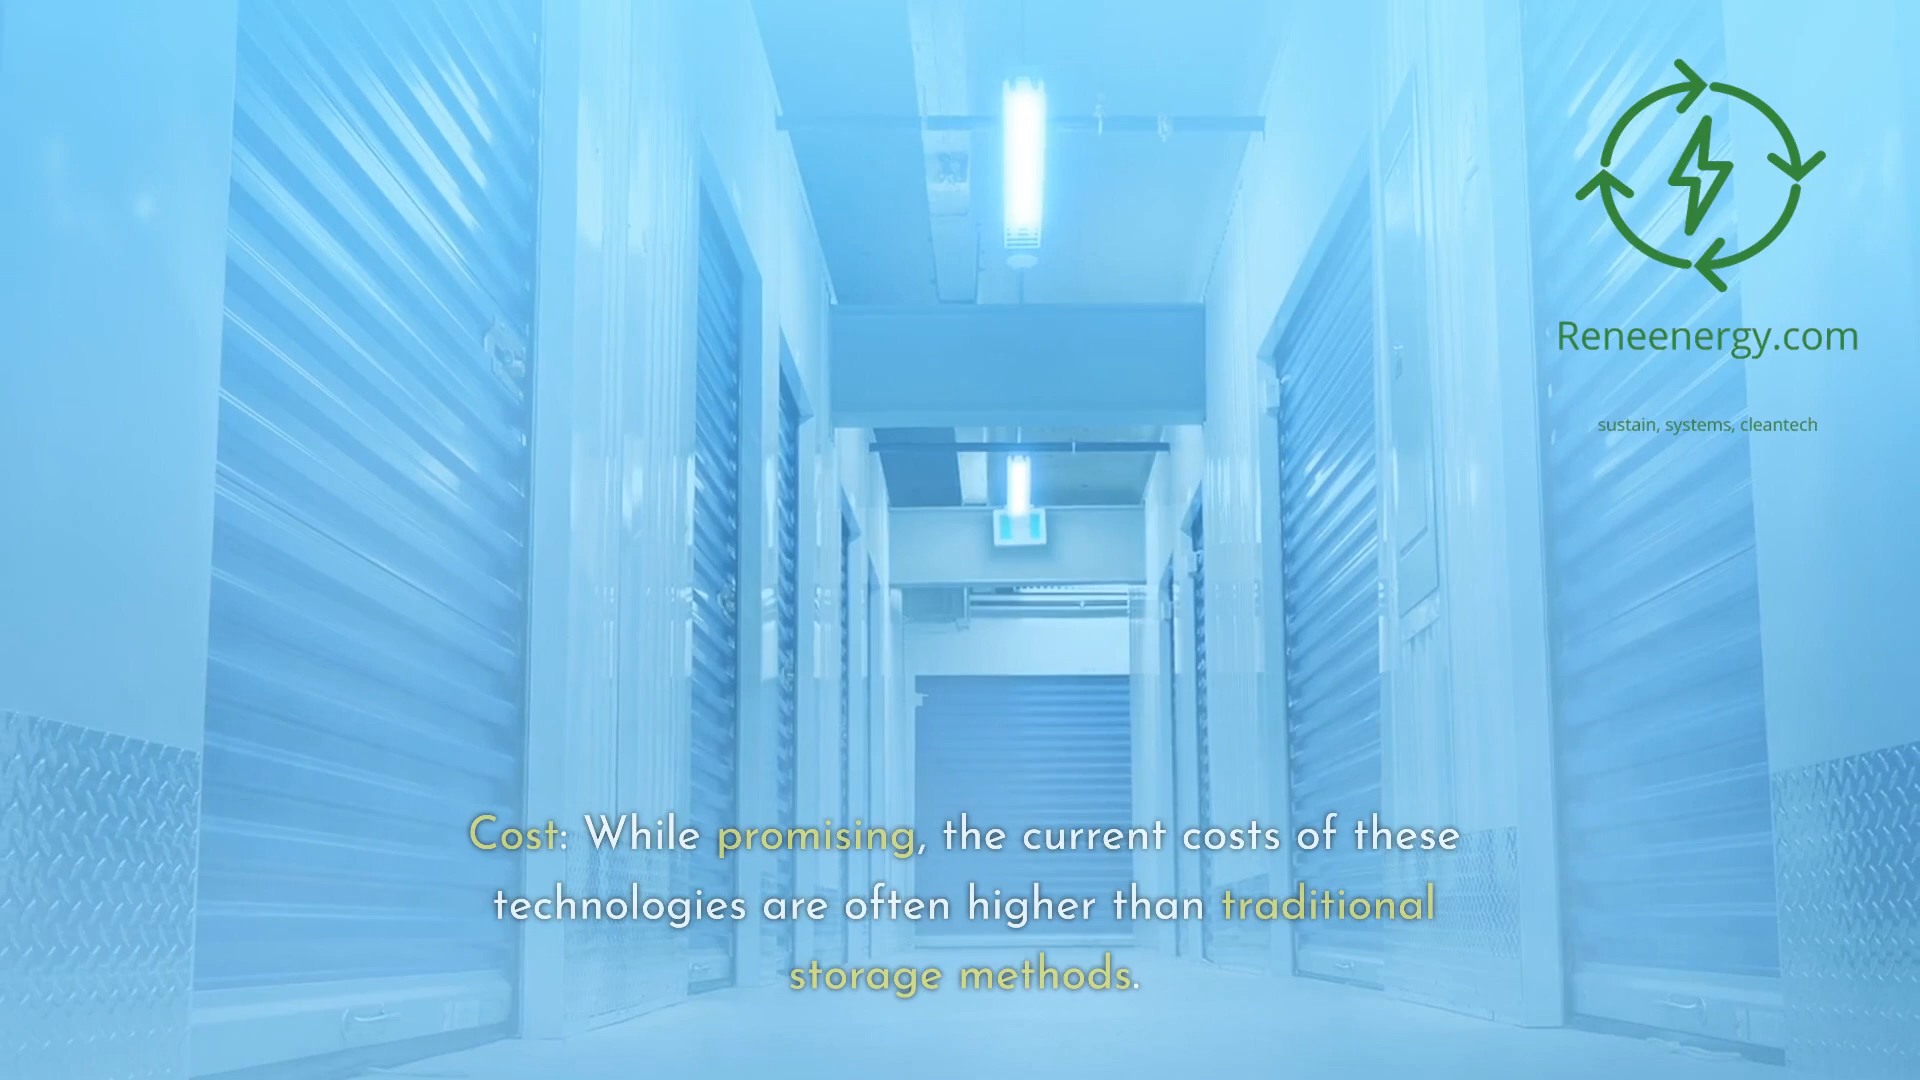 Reneenergy.com
sustain, systems, cleantech
Cost: While promising, the current costs of these
technologies are often higher than traditional
storage methods.